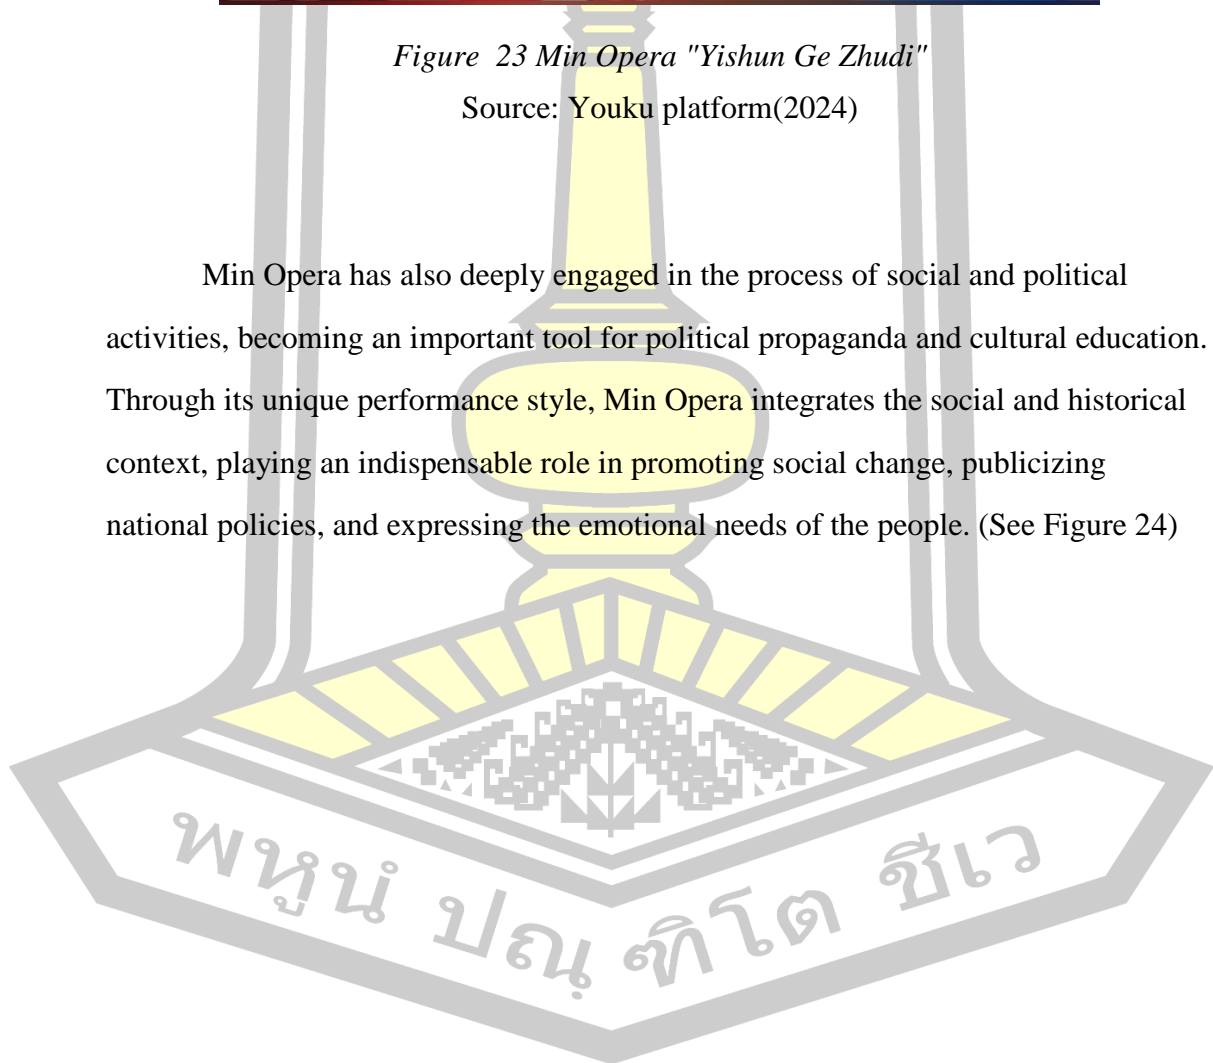 Figure  23 Min Opera "Yishun Ge Zhudi"
Source: Youku platform(2024)
Min Opera has also deeply engaged in the process of social and political
activities, becoming an important tool for political propaganda and cultural education.
Through its unique performance style, Min Opera integrates the social and historical
context, playing an indispensable role in promoting social change, publicizing
national policies, and expressing the emotional needs of the people. (See Figure 24)
พหูนํ ปณฺฑิโต ชีเว